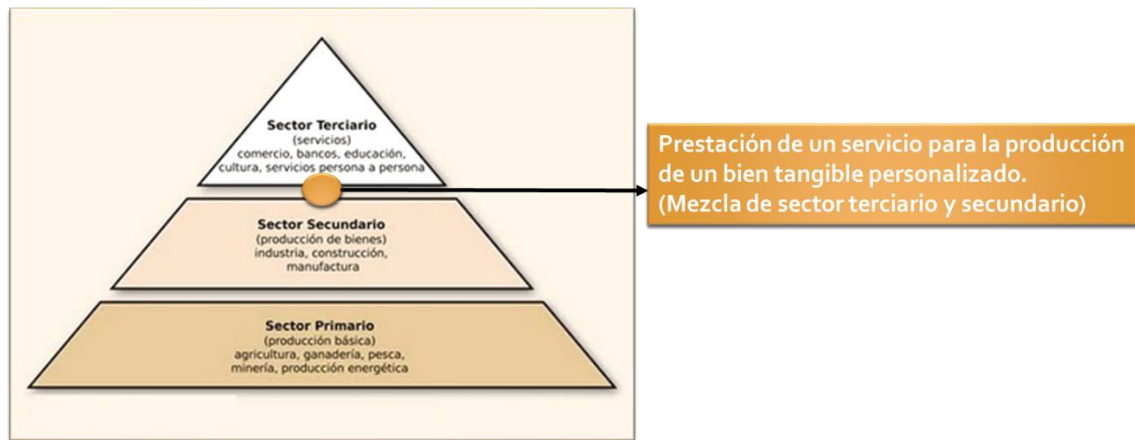 Sector Terciario
(servicios)
comercio, bancos, educación,
cultura, servicios persona a persona
Sector Secundario
(producción de bienes)
industria, construcción,
manufactura
Sector Primario
(producción básica)
agricultura, ganadería, pesca,
minería, producción energética
Prestación de un servicio para la producción
de un bien tangible personalizado.
(Mezcla de sector terciario y secundario)